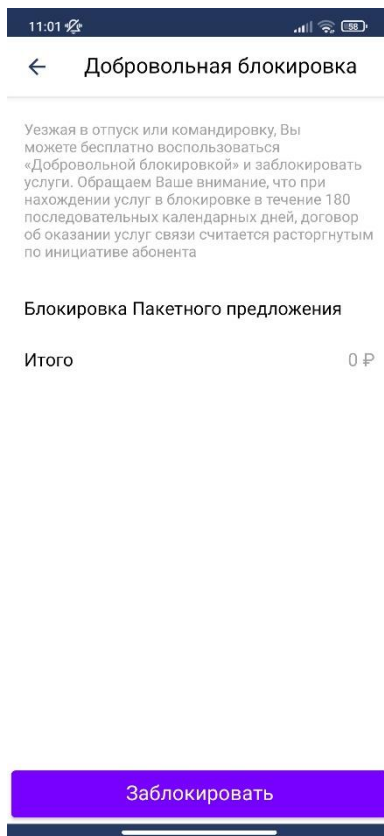 11:01
58
Добровольная блокировка
Уезжая в отпуск или командировку, Вы
можете бесплатно воспользоваться
«Добровольной блокировкой» и заблокировать
услуги. Обращаем Ваше внимание, что при
нахождении услуг в блокировке в течение 180
последовательных календарных дней, договор
об оказании услуг связи считается расторгнутым
по инициативе абонента
Блокировка Пакетного предложения
Итого 0 ₽
Заблокировать